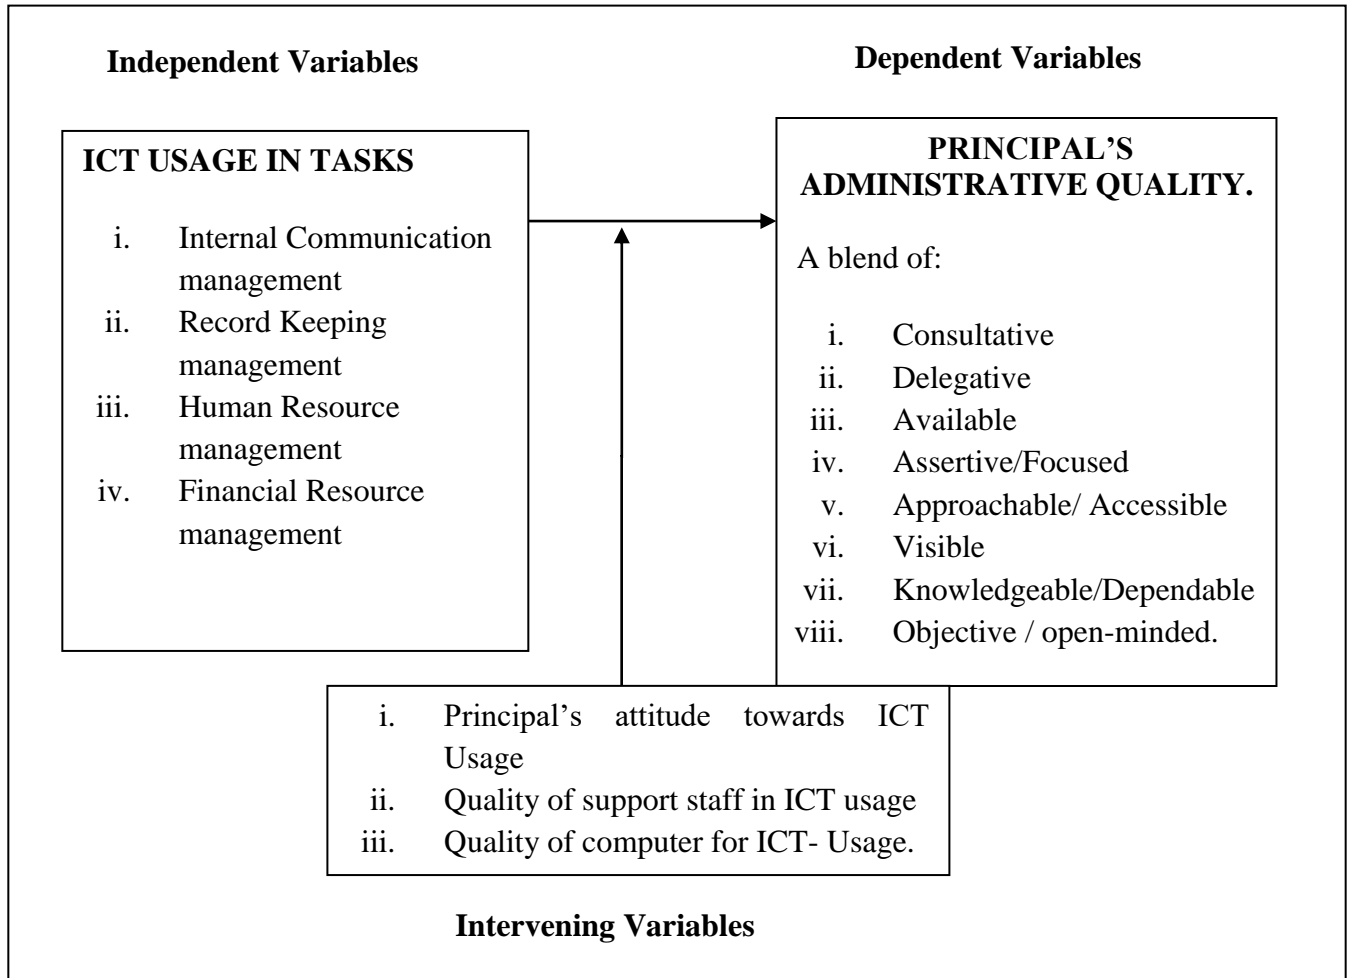 Independent Variables
Dependent Variables
ICT USAGE IN TASKS
i. Internal Communication
management
ii. Record Keeping
management
iii. Human Resource
management
iv. Financial Resource
management
PRINCIPAL’S
ADMINISTRATIVE QUALITY.
A blend of:
i. Consultative
ii. Delegative
iii. Available
iv. Assertive/Focused
v. Approachable/ Accessible
vi. Visible
vii. Knowledgeable/Dependable
viii. Objective / open-minded.
i. Principal’s attitude towards ICT
Usage
ii. Quality of support staff in ICT usage
iii. Quality of computer for ICT- Usage.
Intervening Variables